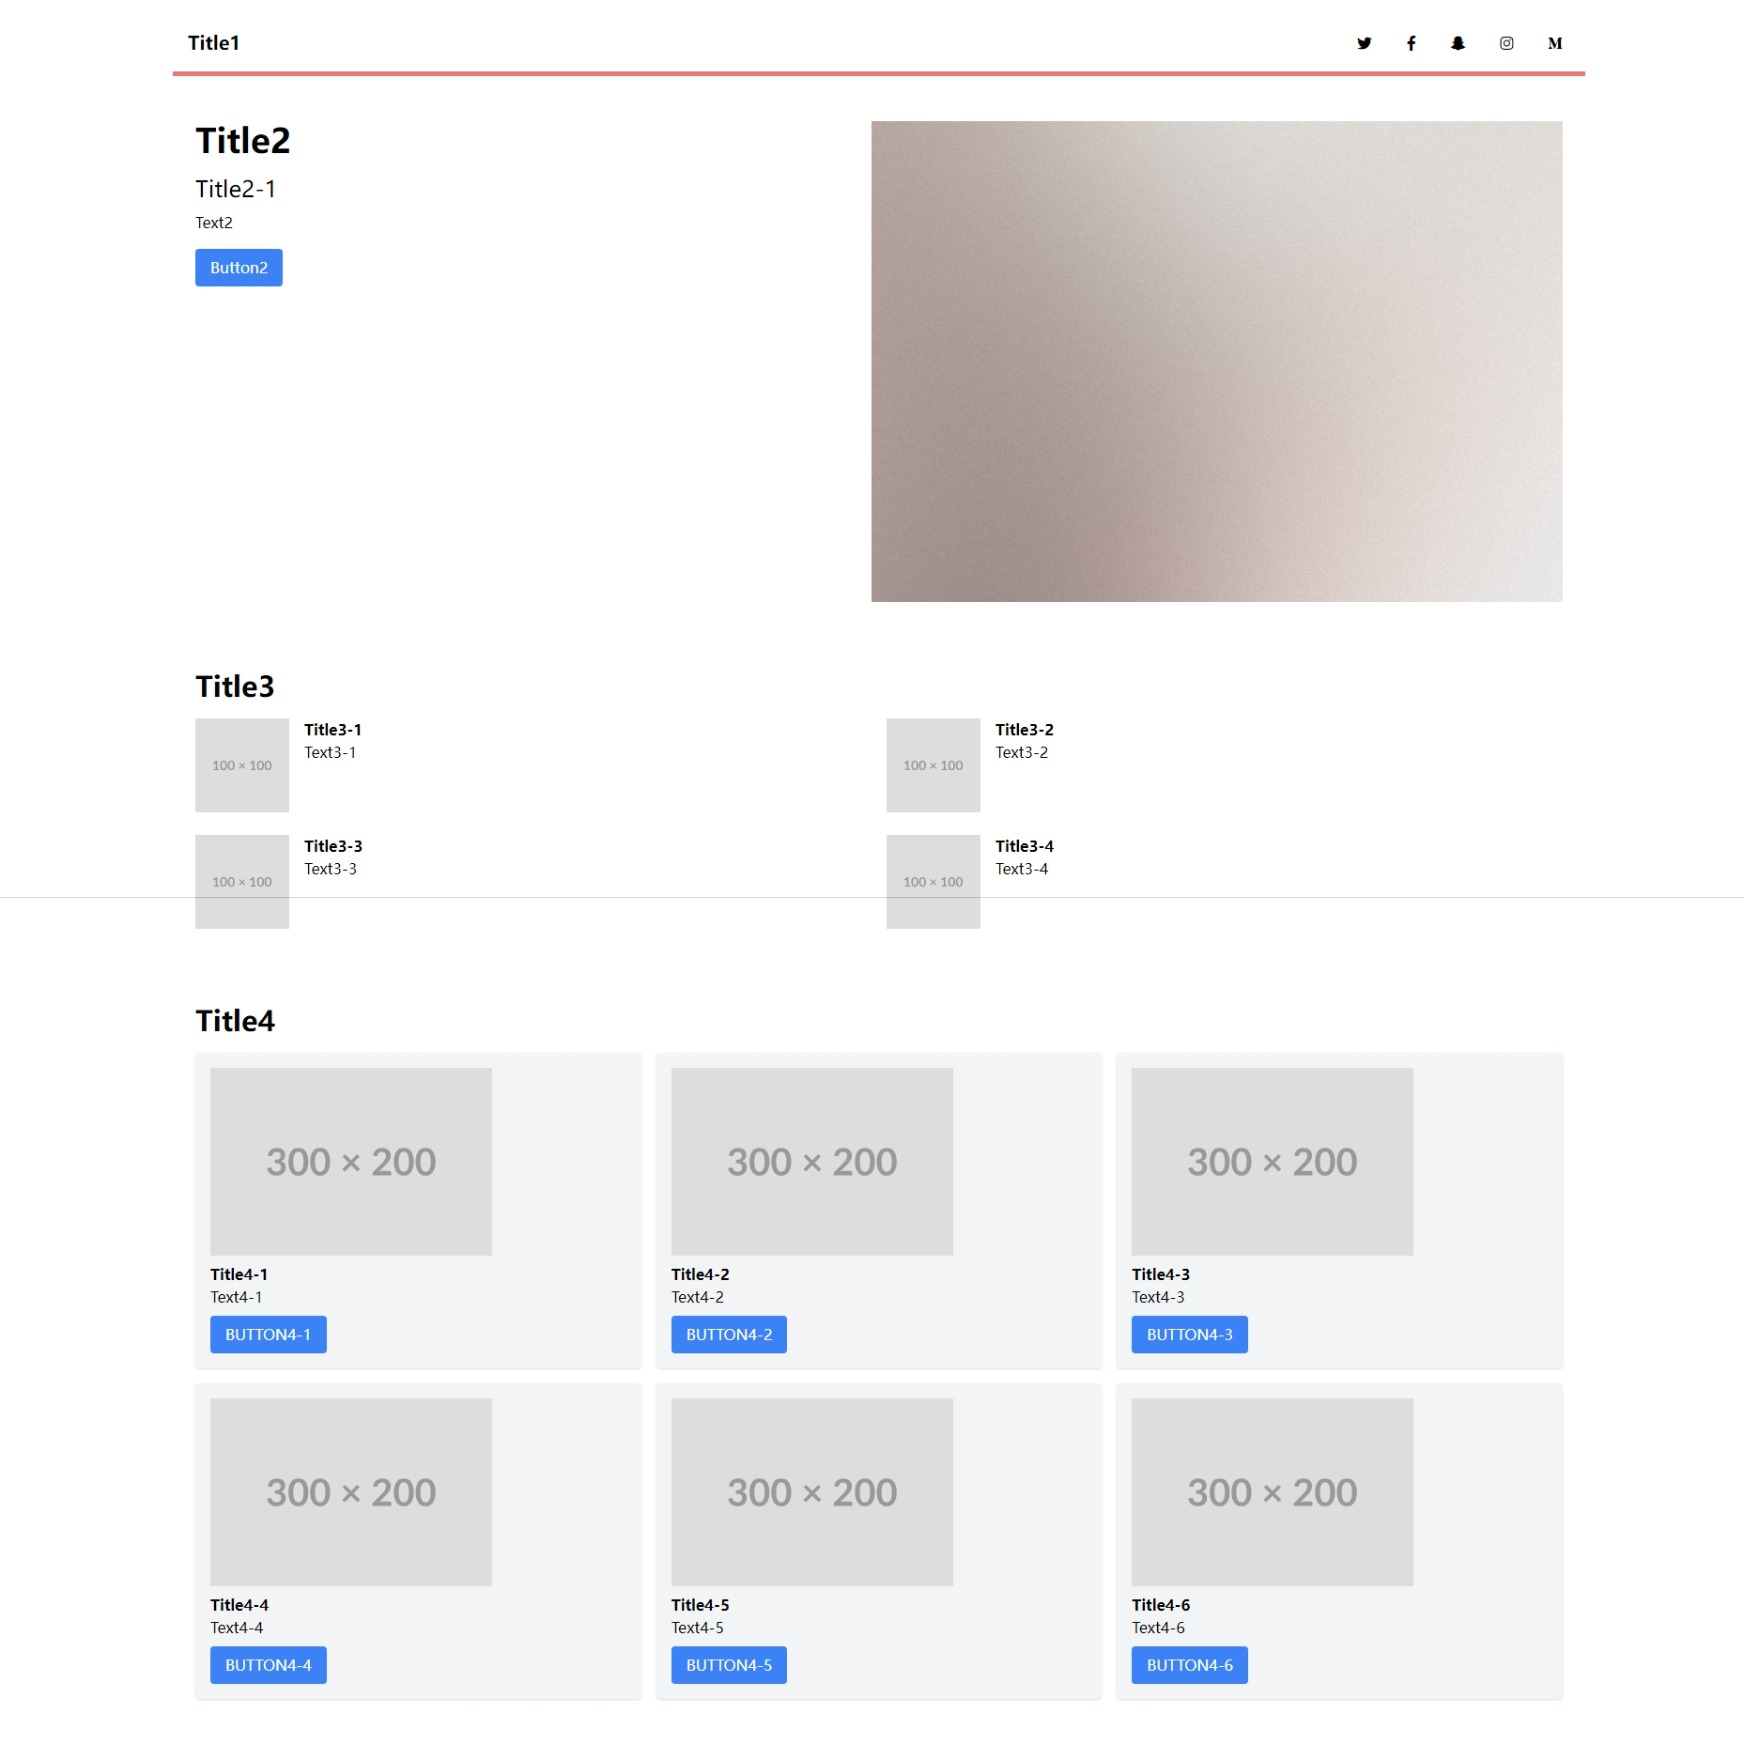 Title1
Title2
Title2-1
Text2
Button2
Title3
100 × 100
Title3-1
Text3-1
100 × 100
Title3-2
Text3-2
100 × 100
Title3-3
Text3-3
100 × 100
Title3-4
Text3-4
Title4
300 × 200
Title4-1
Text4-1
BUTTON4-1
300 × 200
Title4-2
Text4-2
BUTTON4-2
300 × 200
Title4-3
Text4-3
BUTTON4-3
300 × 200
Title4-4
Text4-4
BUTTON4-4
300 × 200
Title4-5
Text4-5
BUTTON4-5
300 × 200
Title4-6
Text4-6
BUTTON4-6